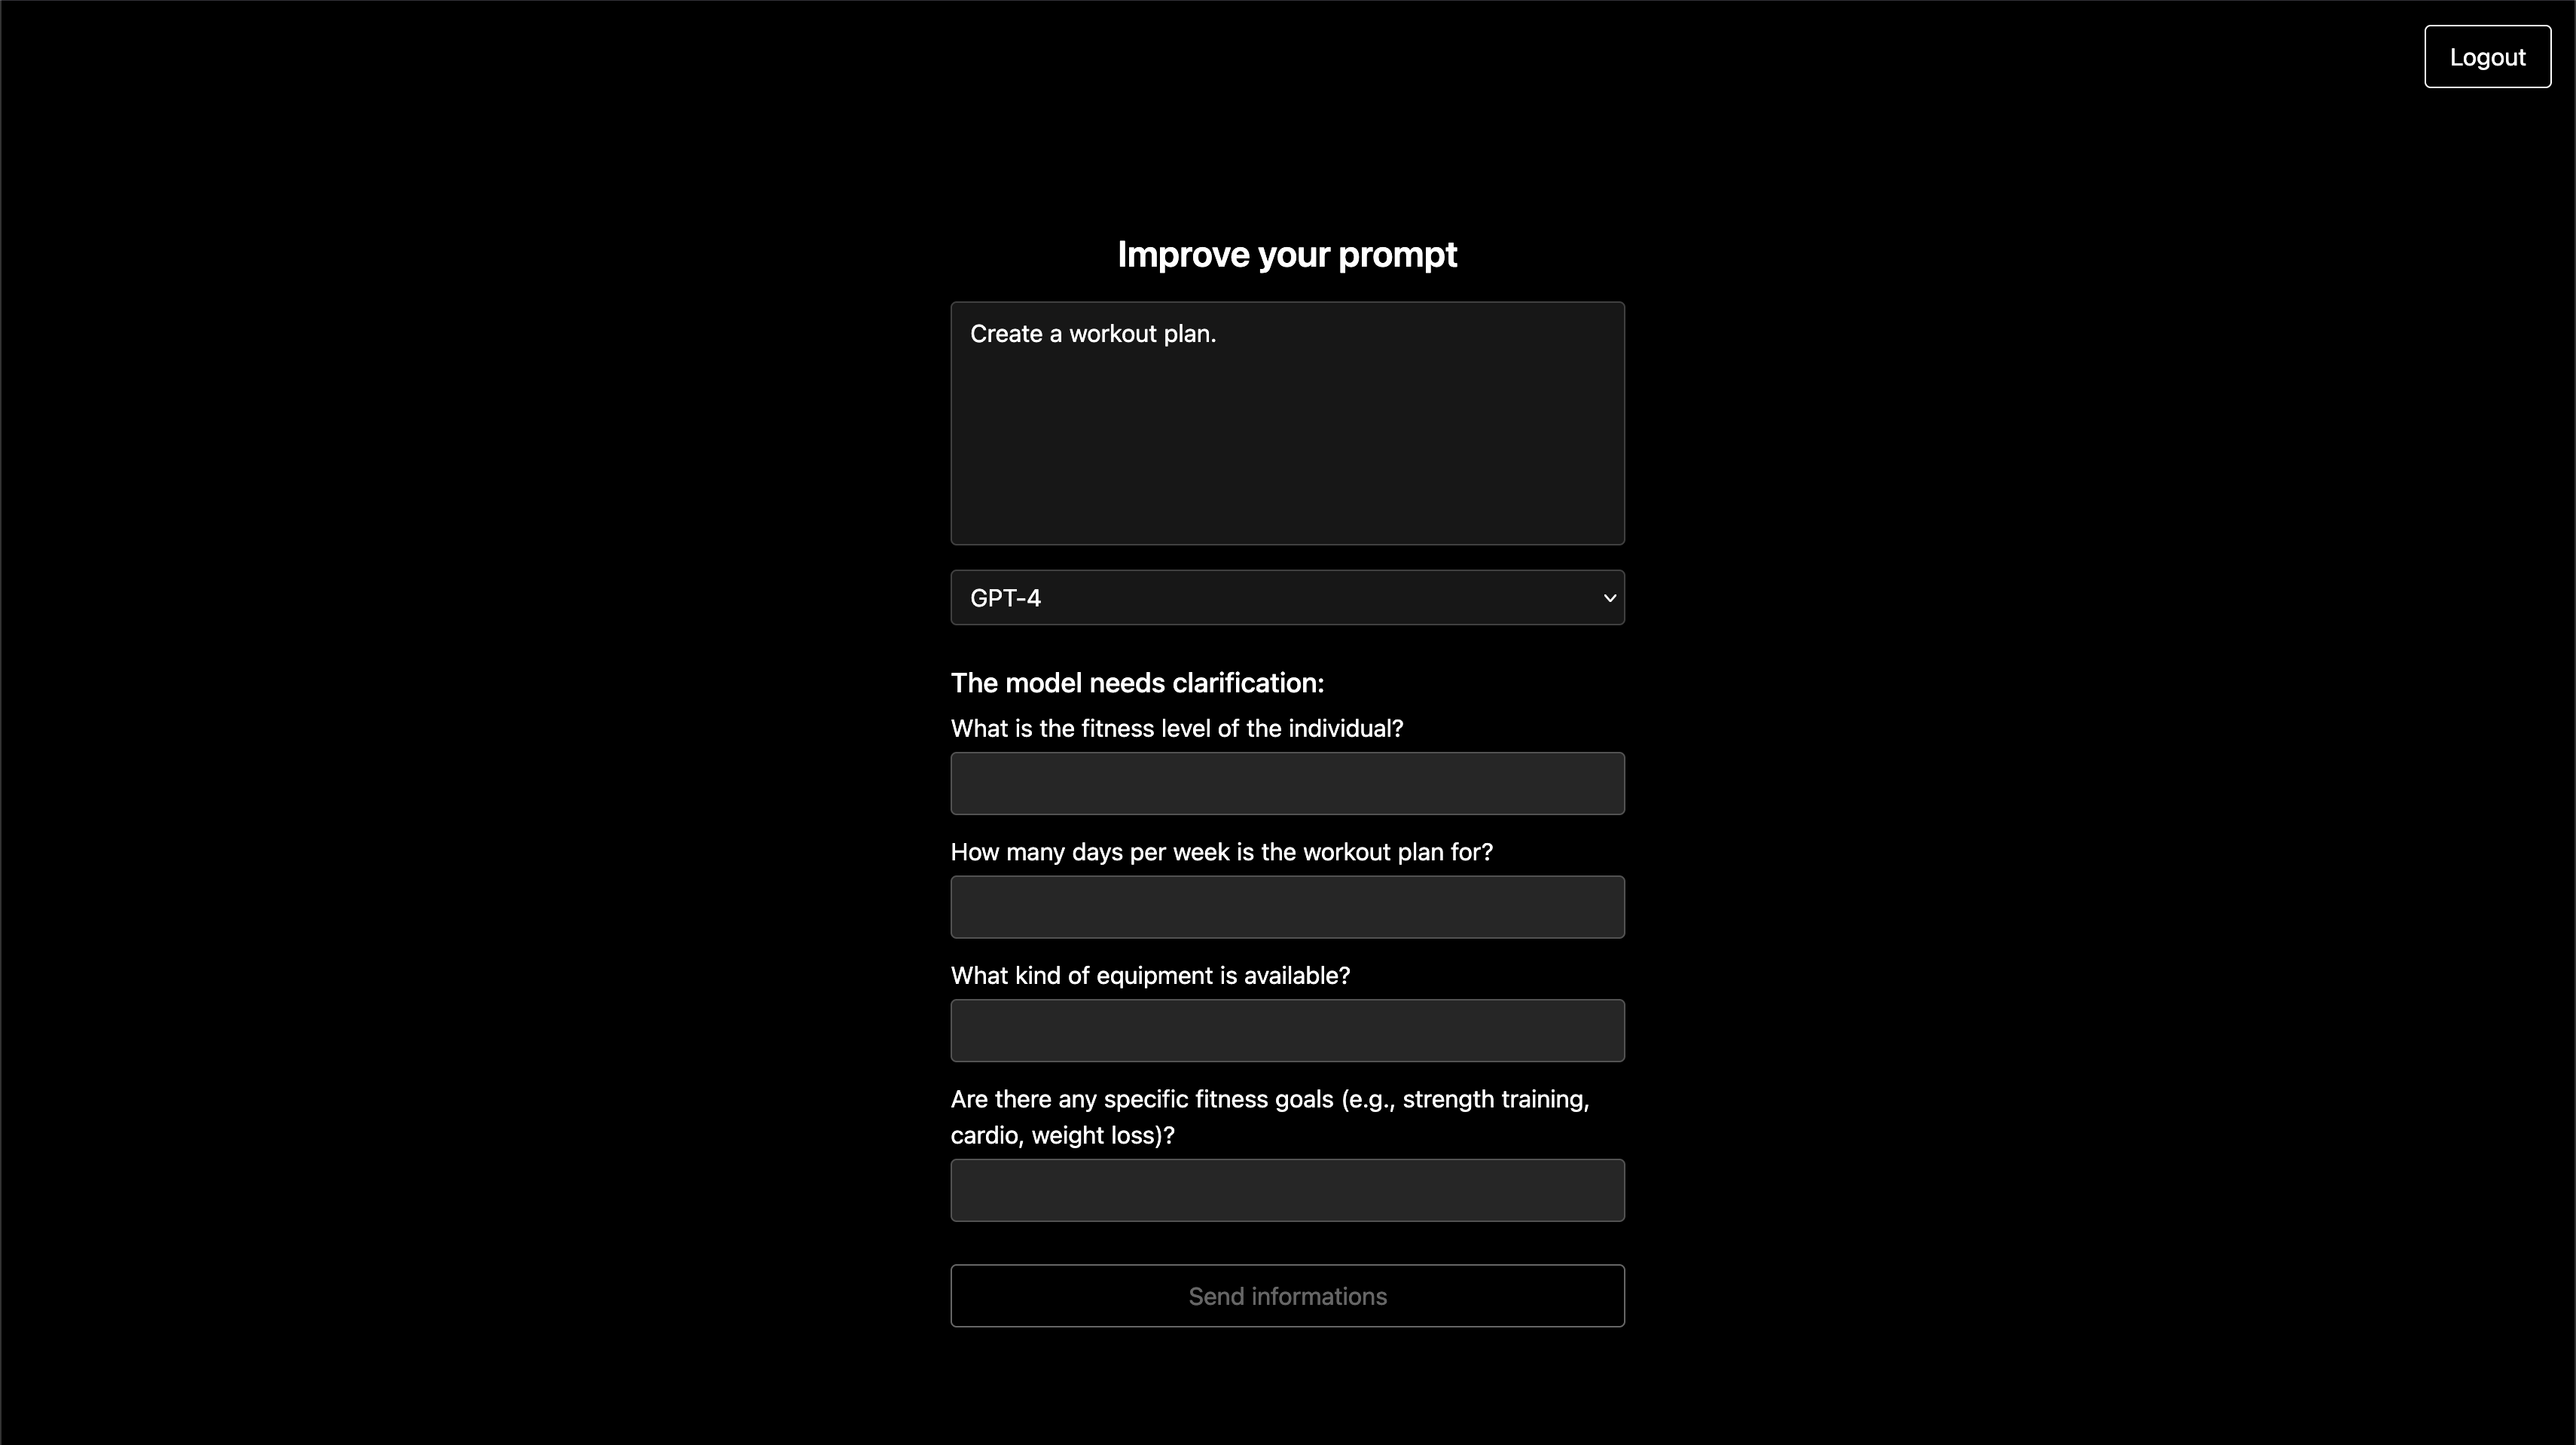 Logout
Improve your prompt
Create a workout plan.
GPT-4
The model needs clarification:
What is the fitness level of the individual?
How many days per week is the workout plan for?
What kind of equipment is available?
Are there any specific fitness goals (e.g., strength training,
cardio, weight loss)?
Send informations